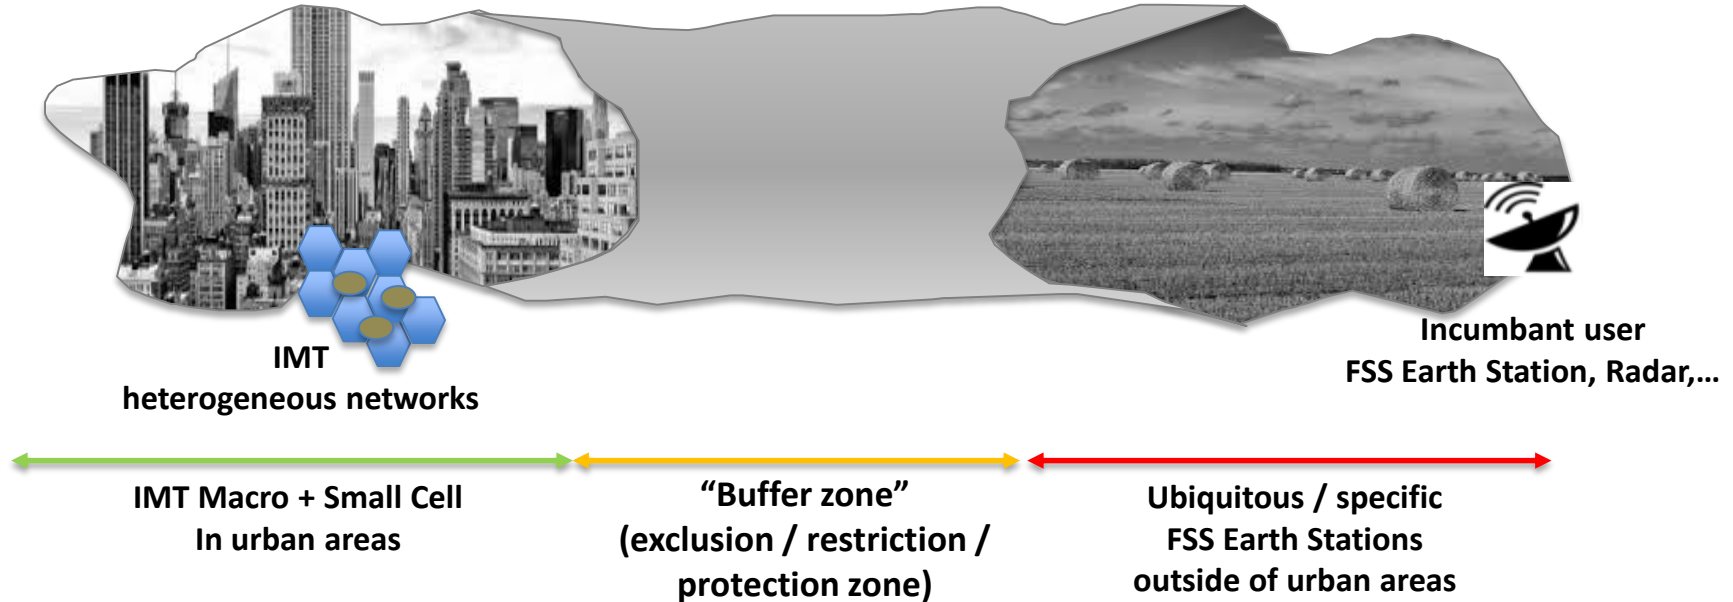 IMT
heterogeneous networks
Incumbant user
FSS Earth Station, Radar,...
IMT Macro + Small Cell
In urban areas
“Buffer zone”
(exclusion / restriction /
protection zone)
Ubiquitous / specific
FSS Earth Stations
outside of urban areas